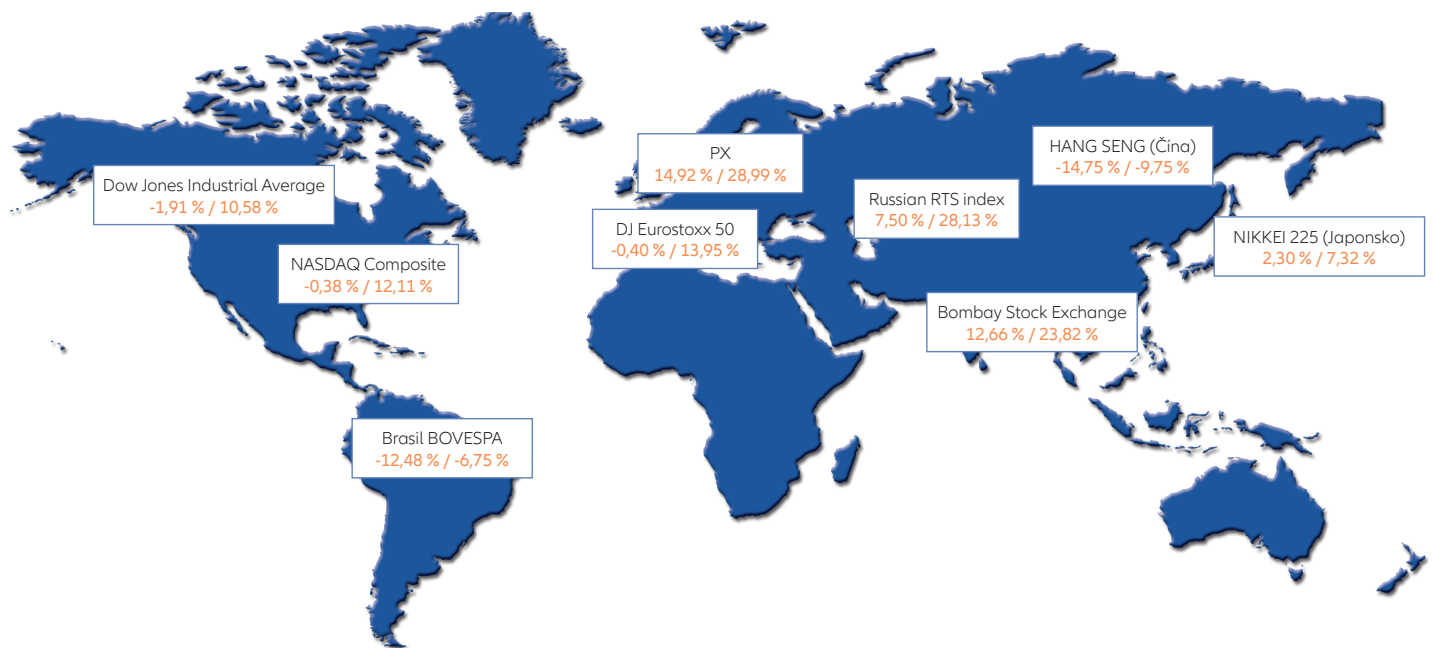 PX
14,92 % / 28,99 %
HANG SENG (Čína)
-14,75 % / -9,75 %
Dow Jones Industrial Average
-1,91 % / 10,58 %
Russian RTS index
7,50 % / 28,13 %
DJ Eurostoxx 50
-0,40 % / 13,95 %
NIKKEI 225 (Japonsko)
2,30 % / 7,32 %
NASDAQ Composite
-0,38 % / 12,11 %
Bombay Stock Exchange
12,66 % / 23,82 %
Brasil BOVESPA
-12,48 % / -6,75 %